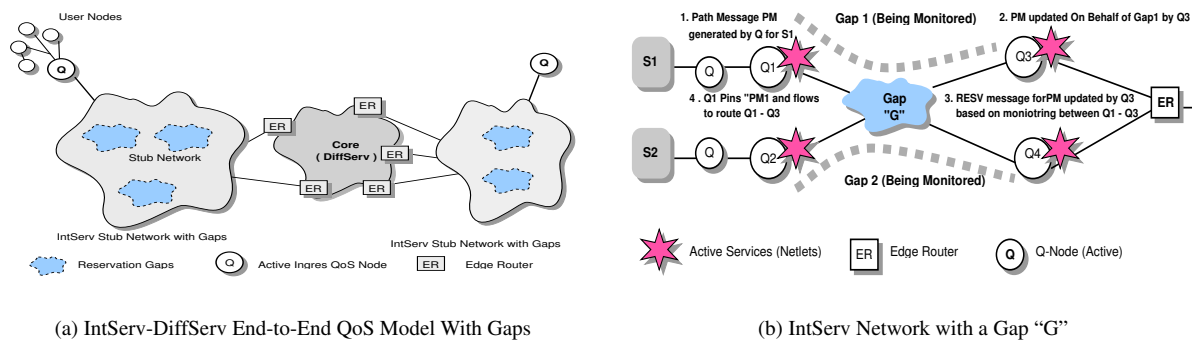 User Nodes
Q
Q
ER
ER
Core
( DiffServ )
ER
Stub Network
ER
ER
IntServ Stub Network with Gaps
IntServ Stub Network with Gaps
Reservation Gaps
Q
Active Ingres QoS Node
ER
Edge Router
(a) IntServ-DiffServ End-to-End QoS Model With Gaps
1. Path Message PM
generated by Q for S1
Gap 1 (Being Monitored)
2. PM updated On Behalf of Gap1 by Q3
S1
Q
Q1
Q3
Gap
"G"
4 . Q1 Pins "PM1 and flows
to route Q1 - Q3
3. RESV message forPM updated by Q3
based on moniotring between Q1 - Q3
ER
S2
Q
Q2
Q4
Gap 2 (Being Monitored)
Active Services (Netlets)
ER
Edge Router
Q
Q-Node (Active)
(b) IntServ Network with a Gap “G”